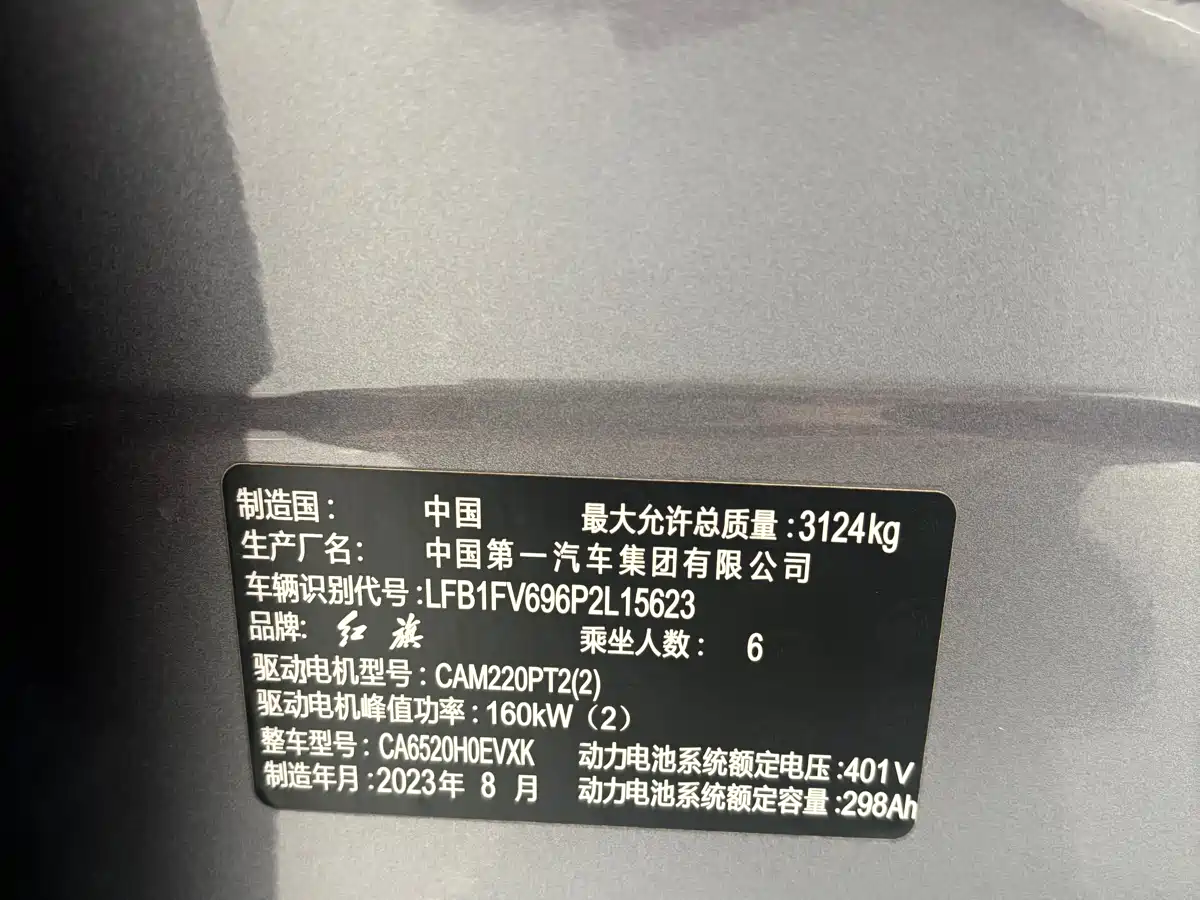 制造国： 中国 最大允许总质量：3124kg
生产厂名： 中国第一汽车集团有限公司
车辆识别代号：LFB1FV696P2L15623
品牌：红旗 乘坐人数： 6
驱动电机型号：CAM220PT2(2)
驱动电机峰值功率：160kW（2）
整车型号：CA6520H0EVXK 动力电池系统额定电压：401V
制造年月：2023年 8 月 动力电池系统额定容量：298Ah